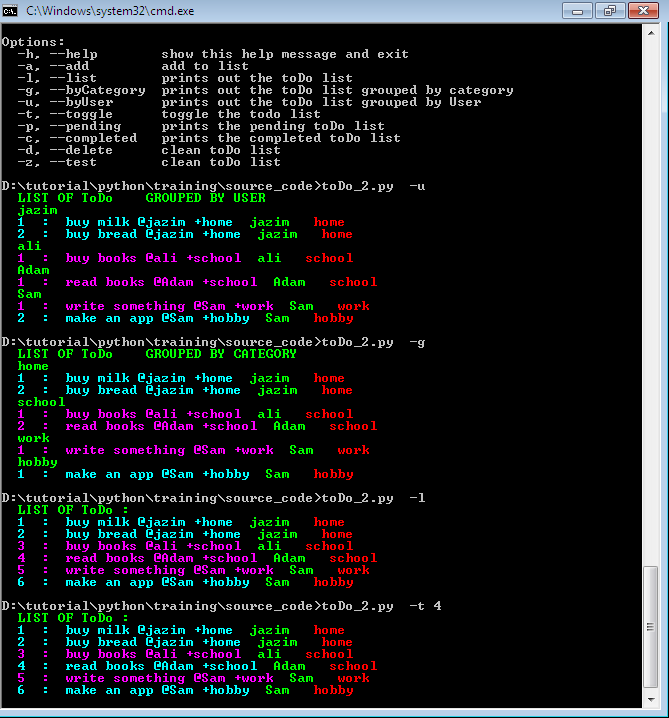 C:\Windows\system32\cmd.exe
Options:
  -h, --help        show this help message and exit
  -a, --add         add to list
  -l, --list        prints out the toDo list
  -g, --byCategory  prints out the toDo list grouped by category
  -u, --byUser      prints out the toDo list grouped by User
  -t, --toggle      toggle the todo list
  -p, --pending     prints the pending toDo list
  -c, --completed   prints the completed toDo list
  -d, --delete      clean toDo list
  -z, --test        clean toDo list
D:\tutorial\python\training\source_code>toDo_2.py  -u
  LIST OF ToDo    GROUPED BY USER
  jazim
  1  :  buy milk @jazim +home  jazim   home
  2  :  buy bread @jazim +home  jazim   home
  ali
  1  :  buy books @ali +school  ali   school
  Adam
  1  :  read books @Adam +school  Adam   school
  Sam
  1  :  write something @Sam +work  Sam   work
  2  :  make an app @Sam +hobby  Sam   hobby
D:\tutorial\python\training\source_code>toDo_2.py  -g
  LIST OF ToDo    GROUPED BY CATEGORY
  home
  1  :  buy milk @jazim +home  jazim   home
  2  :  buy bread @jazim +home  jazim   home
  school
  1  :  buy books @ali +school  ali   school
  2  :  read books @Adam +school  Adam   school
  work
  1  :  write something @Sam +work  Sam   work
  hobby
  1  :  make an app @Sam +hobby  Sam   hobby
D:\tutorial\python\training\source_code>toDo_2.py  -l
  LIST OF ToDo :
  1  :  buy milk @jazim +home  jazim   home
  2  :  buy bread @jazim +home  jazim   home
  3  :  buy books @ali +school  ali   school
  4  :  read books @Adam +school  Adam   school
  5  :  write something @Sam +work  Sam   work
  6  :  make an app @Sam +hobby  Sam   hobby
D:\tutorial\python\training\source_code>toDo_2.py  -t 4
  LIST OF ToDo :
  1  :  buy milk @jazim +home  jazim   home
  2  :  buy bread @jazim +home  jazim   home
  3  :  buy books @ali +school  ali   school
  4  :  read books @Adam +school  Adam   school
  5  :  write something @Sam +work  Sam   work
  6  :  make an app @Sam +hobby  Sam   hobby